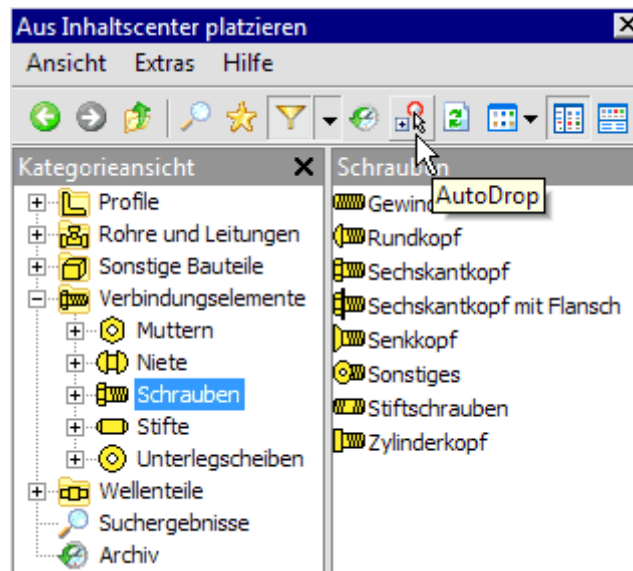 Aus Inhaltscenter platzieren
Ansicht Extras Hilfe
Kategorieansicht
Profile
Rohre und Leitungen
Sonstige Bauteile
Verbindungselemente
Muttern
Niete
Schrauben
Stifte
Unterlegscheiben
Wellenteile
Suchergebnisse
Archiv
Schrauben
AutoDrop
Rundkopf
Sechskantkopf
Sechskantkopf mit Flansch
Senkkopf
Sonstiges
Stiftschrauben
Zylinderkopf